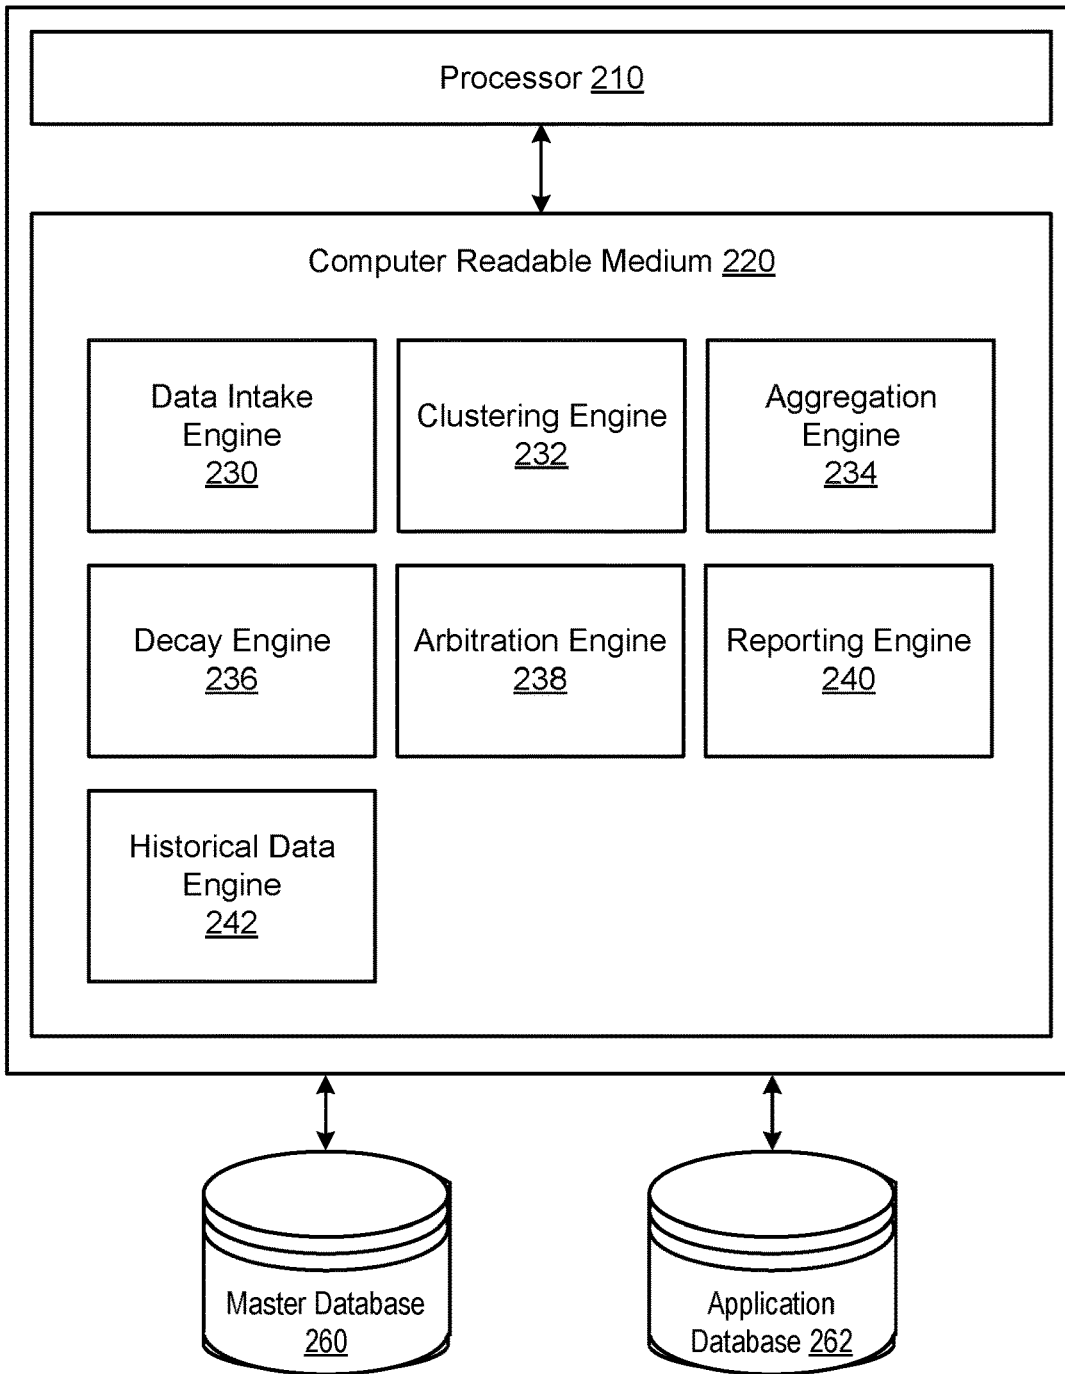 Processor 210
Computer Readable Medium 220
Data Intake
Engine
230
Clustering Engine
232
Aggregation
Engine
234
Decay Engine
236
Arbitration Engine
238
Reporting Engine
240
Historical Data
Engine
242
Master Database
260
Application
Database 262